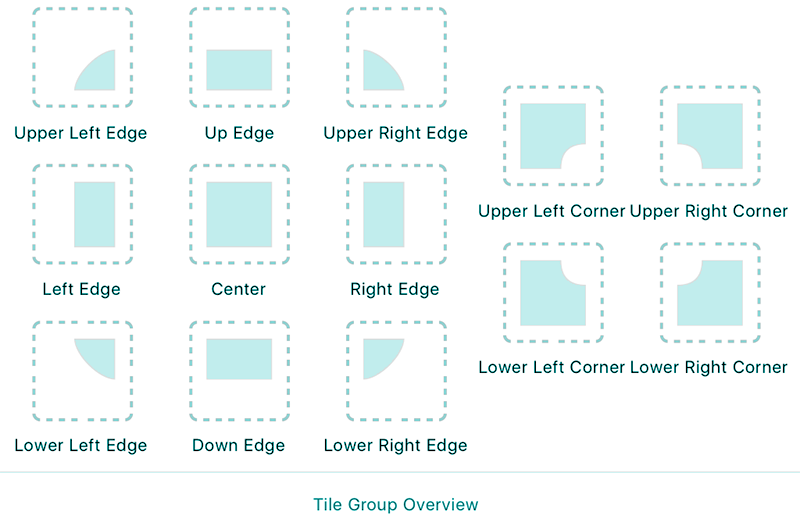 Upper Left Edge
Up Edge
Upper Right Edge
Upper Left Corner
Upper Right Corner
Left Edge
Center
Right Edge
Lower Left Corner
Lower Right Corner
Lower Left Edge
Down Edge
Lower Right Edge
Tile Group Overview